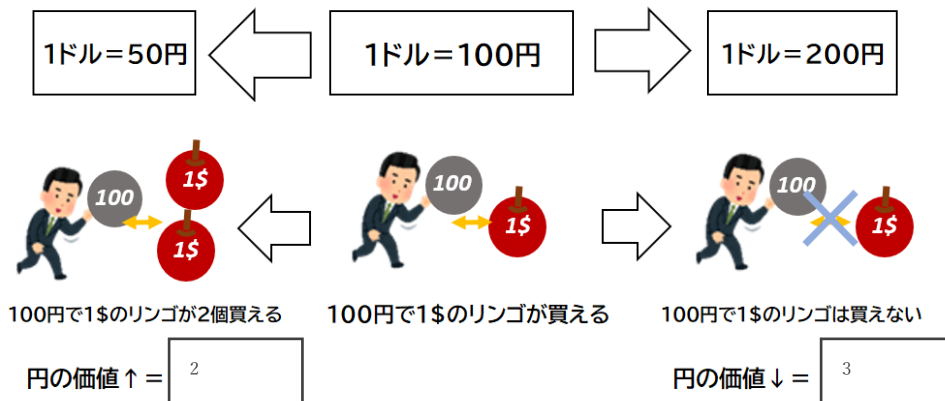 1ドル=50円
1ドル=100円
1ドル=200円
100
1$
1$
100
1$
100
1$
100円で1$のリンゴが2個買える
100円で1$のリンゴが買える
100円で1$のリンゴは買えない
円の価値↑= 2
円の価値↓= 3